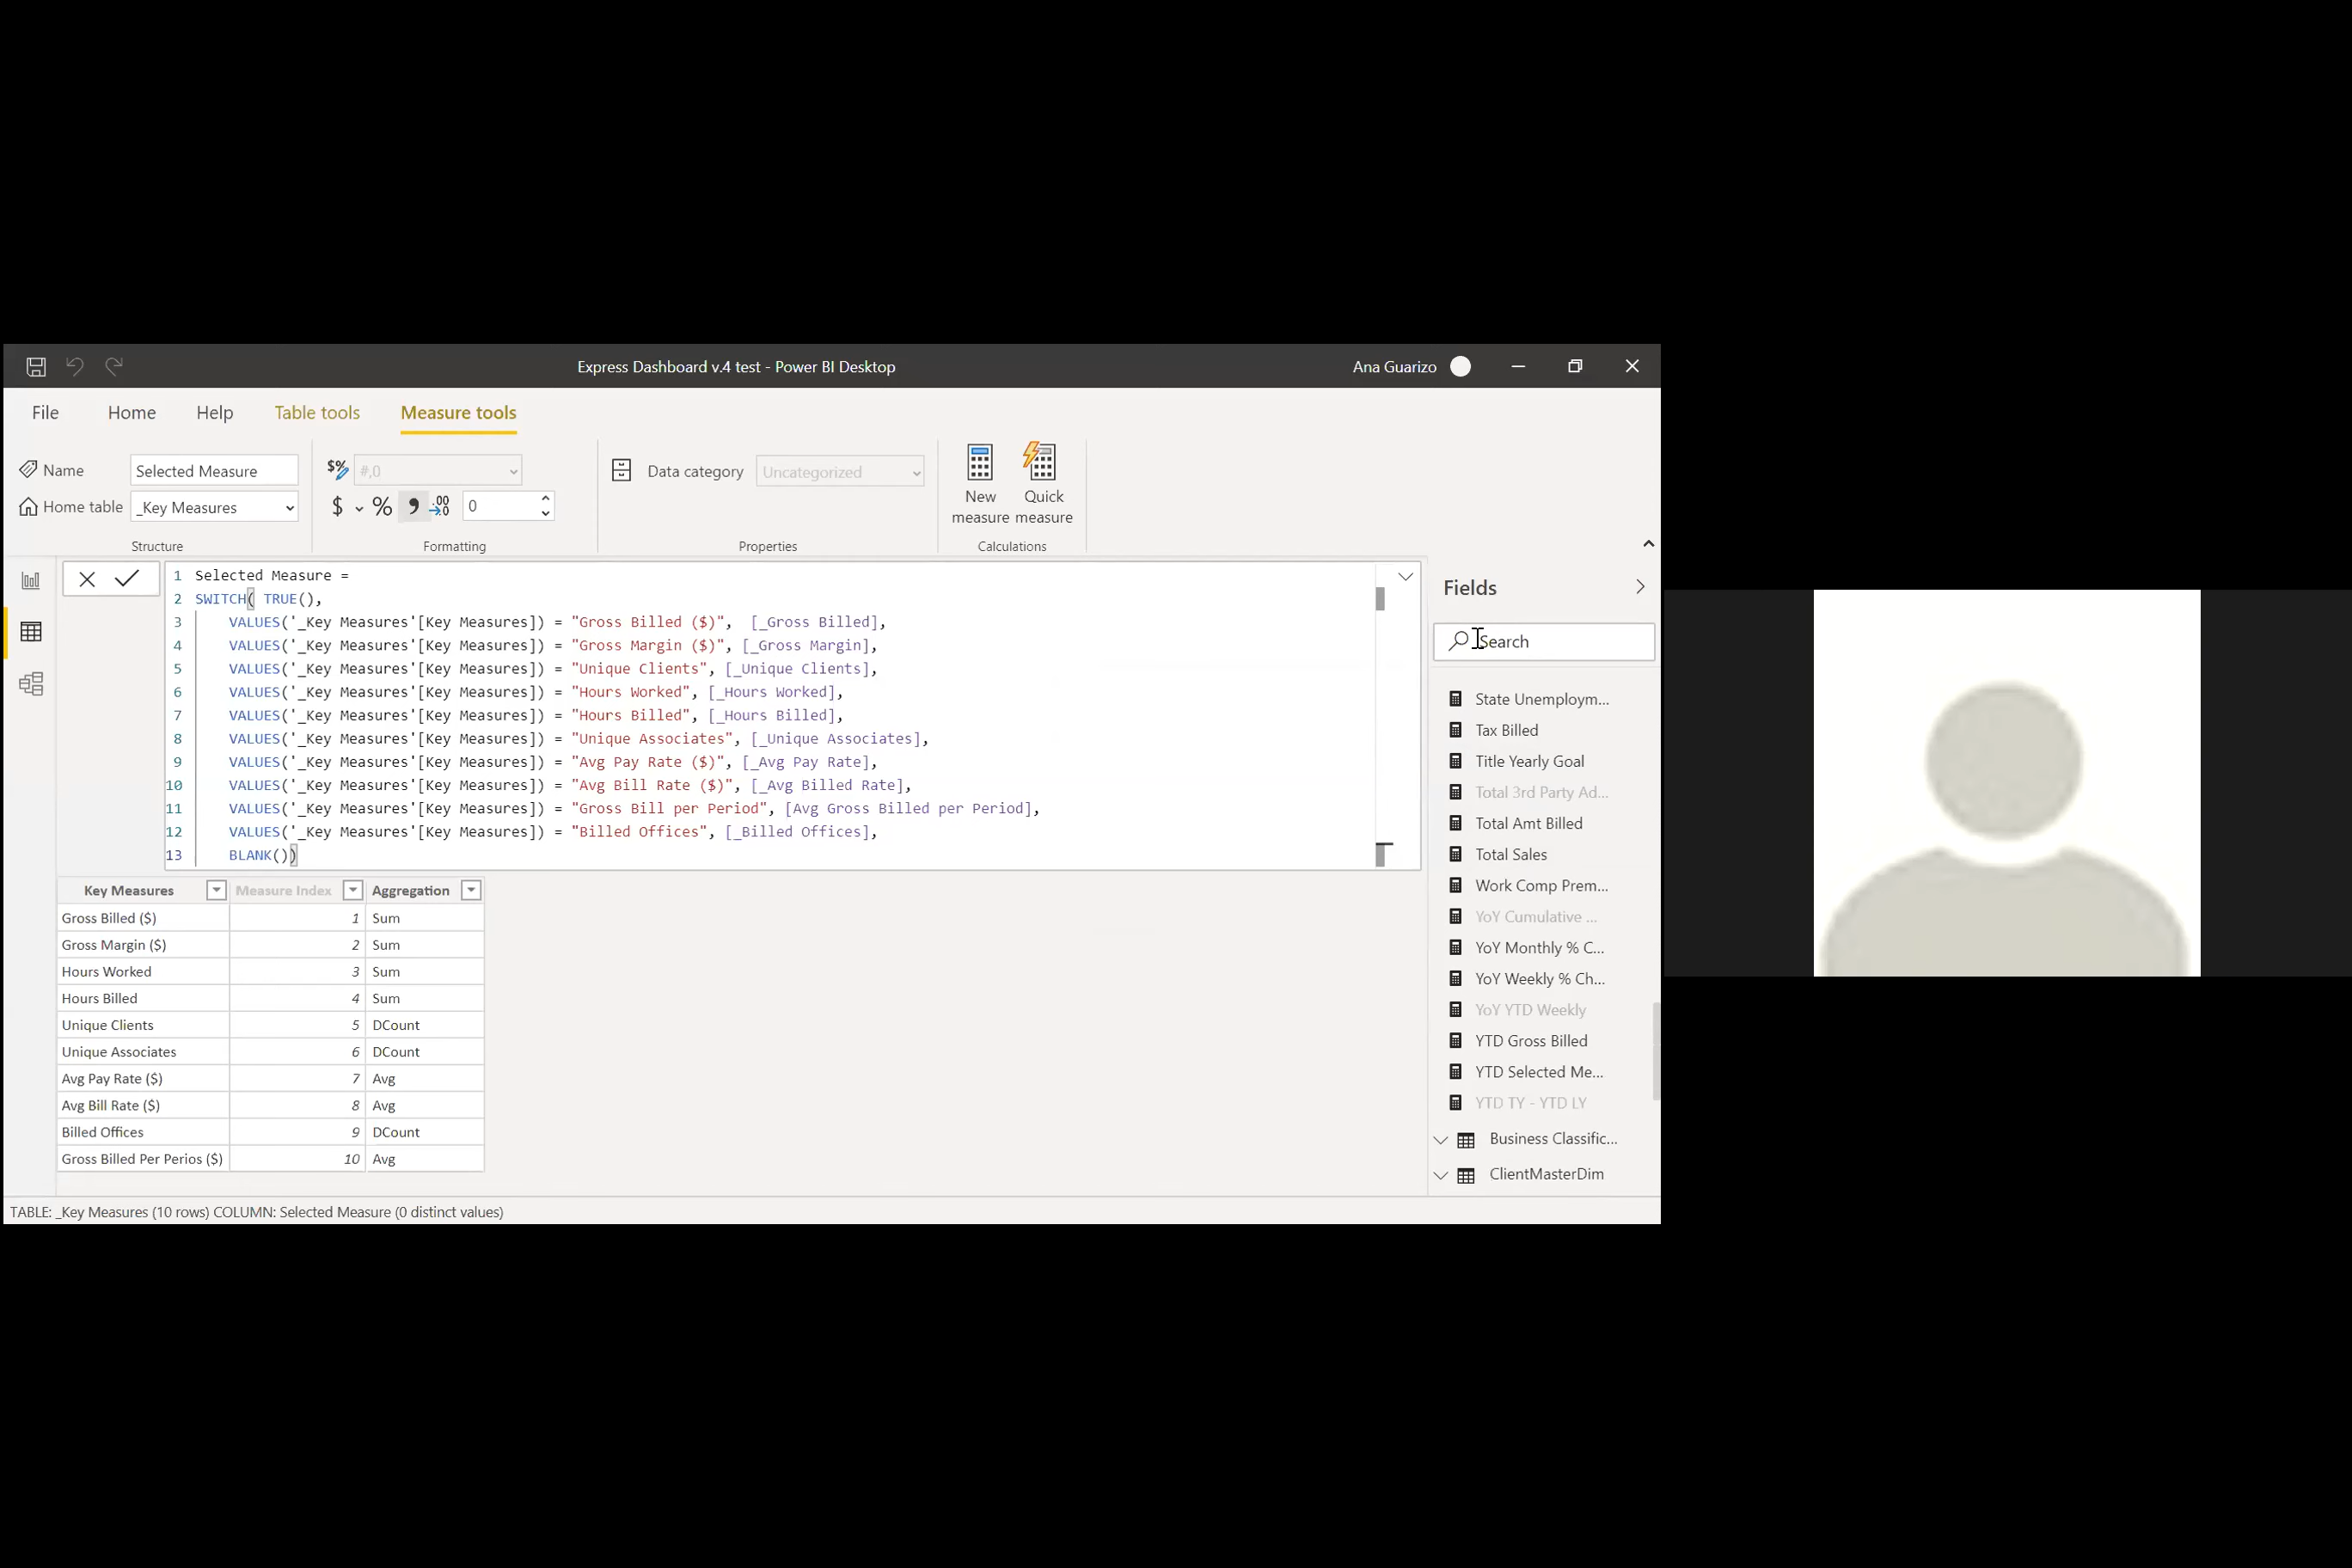 Express Dashboard v.4 test - Power BI Desktop
Ana Guarizo
File Home Help Table tools Measure tools
Name Selected Measure
Home table _Key Measures
Structure
#,0
$ % , .00 →.0 0
Formatting
Data category Uncategorized
Properties
New measure
Quick measure
Calculations
1 Selected Measure =
2 SWITCH( TRUE(),
3 VALUES('_Key Measures'[Key Measures]) = "Gross Billed ($)",  [_Gross Billed],
4 VALUES('_Key Measures'[Key Measures]) = "Gross Margin ($)", [_Gross Margin],
5 VALUES('_Key Measures'[Key Measures]) = "Unique Clients", [_Unique Clients],
6 VALUES('_Key Measures'[Key Measures]) = "Hours Worked", [_Hours Worked],
7 VALUES('_Key Measures'[Key Measures]) = "Hours Billed", [_Hours Billed],
8 VALUES('_Key Measures'[Key Measures]) = "Unique Associates", [_Unique Associates],
9 VALUES('_Key Measures'[Key Measures]) = "Avg Pay Rate ($)", [_Avg Pay Rate],
10 VALUES('_Key Measures'[Key Measures]) = "Avg Bill Rate ($)", [_Avg Billed Rate],
11 VALUES('_Key Measures'[Key Measures]) = "Gross Bill per Period", [Avg Gross Billed per Period],
12 VALUES('_Key Measures'[Key Measures]) = "Billed Offices", [_Billed Offices],
13 BLANK())
Key Measures Measure Index Aggregation
Gross Billed ($) 1 Sum
Gross Margin ($) 2 Sum
Hours Worked 3 Sum
Hours Billed 4 Sum
Unique Clients 5 DCount
Unique Associates 6 DCount
Avg Pay Rate ($) 7 Avg
Avg Bill Rate ($) 8 Avg
Billed Offices 9 DCount
Gross Billed Per Perios ($) 10 Avg
Fields
Search
State Unemploym...
Tax Billed
Title Yearly Goal
Total 3rd Party Ad...
Total Amt Billed
Total Sales
Work Comp Prem...
YoY Cumulative ...
YoY Monthly % C...
YoY Weekly % Ch...
YoY YTD Weekly
YTD Gross Billed
YTD Selected Me...
YTD TY - YTD LY
Business Classific...
ClientMasterDim
TABLE: _Key Measures (10 rows) COLUMN: Selected Measure (0 distinct values)